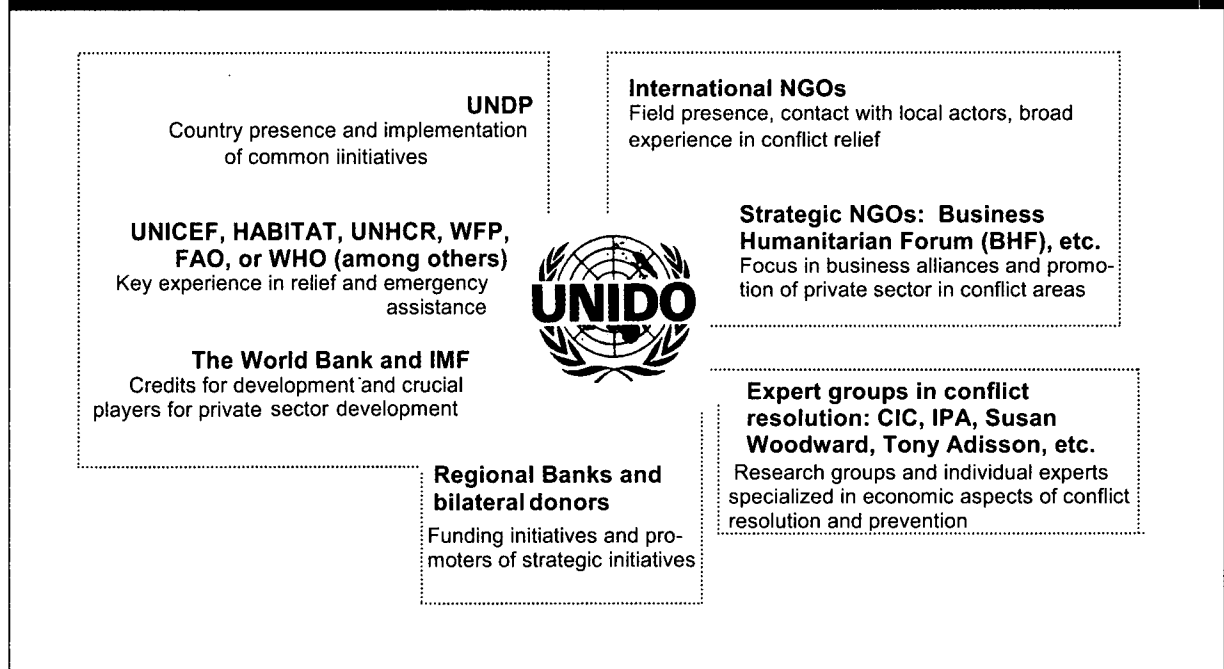 UNDP
Country presence and implementation
of common iinitiatives
UNICEF, HABITAT, UNHCR, WFP,
FAO, or WHO (among others)
Key experience in relief and emergency
assistance
The World Bank and IMF
Credits for development and crucial
players for private sector development
International NGOs
Field presence, contact with local actors, broad
experience in conflict relief
Strategic NGOs: Business
Humanitarian Forum (BHF), etc.
Focus in business alliances and promo-
tion of private sector in conflict areas
UNIDO
Expert groups in conflict
resolution: CIC, IPA, Susan
Woodward, Tony Adisson, etc.
Research groups and individual experts
specialized in economic aspects of conflict
resolution and prevention
Regional Banks and
bilateral donors
Funding initiatives and pro-
moters of strategic initiatives